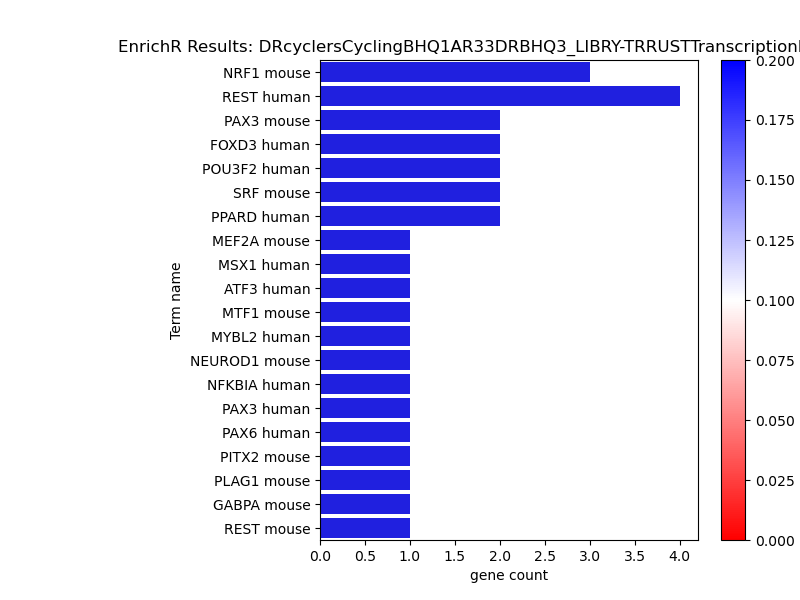 EnrichR Results: DRcyclersCyclingBHQ1AR33DRBHQ3_LIBRY-TRRUSTTranscription
NRF1 mouse
REST human
PAX3 mouse
FOXD3 human
POU3F2 human
SRF mouse
PPARD human
MEF2A mouse
MSX1 human
ATF3 human
MTF1 mouse
MYBL2 human
NEUROD1 mouse
NFKBIA human
PAX3 human
PAX6 human
PITX2 mouse
PLAG1 mouse
GABPA mouse
REST mouse
Term name
0.0 0.5 1.0 1.5 2.0 2.5 3.0 3.5 4.0
gene count
0.200
0.175
0.150
0.125
0.100
0.075
0.050
0.025
0.000